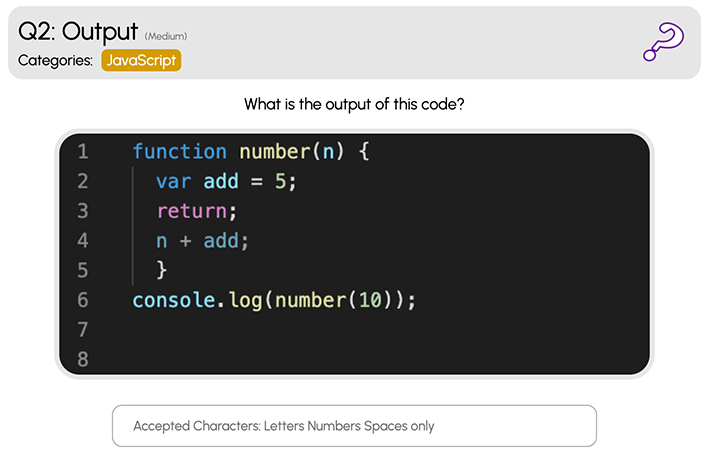 Q2: Output (Medium)
Categories: JavaScript
What is the output of this code?
1 function number(n) {
2 var add = 5;
3 return;
4 n + add;
5 }
6 console.log(number(10));
7
8
Accepted Characters: Letters Numbers Spaces only